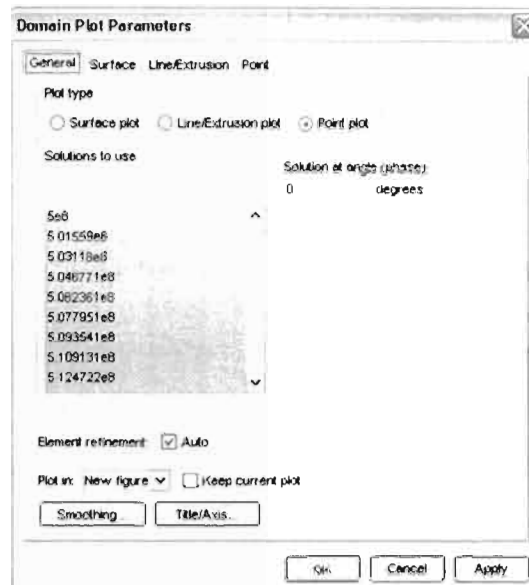 Domain Plot Parameters
General Surface Line/Extrusion Point
Plot type
Surface plot Line/Extrusion plot Point plot
Solutions to use
Solution at angle (phase)
0 degrees
5e8
5.01559e8
5.03118e8
5.046771e8
5.062361e8
5.077951e8
5.093541e8
5.109131e8
5.124722e8
Element refinement: Auto
Plot in: New figure Keep current plot
Smoothing... Title/Axis...
OK Cancel Apply